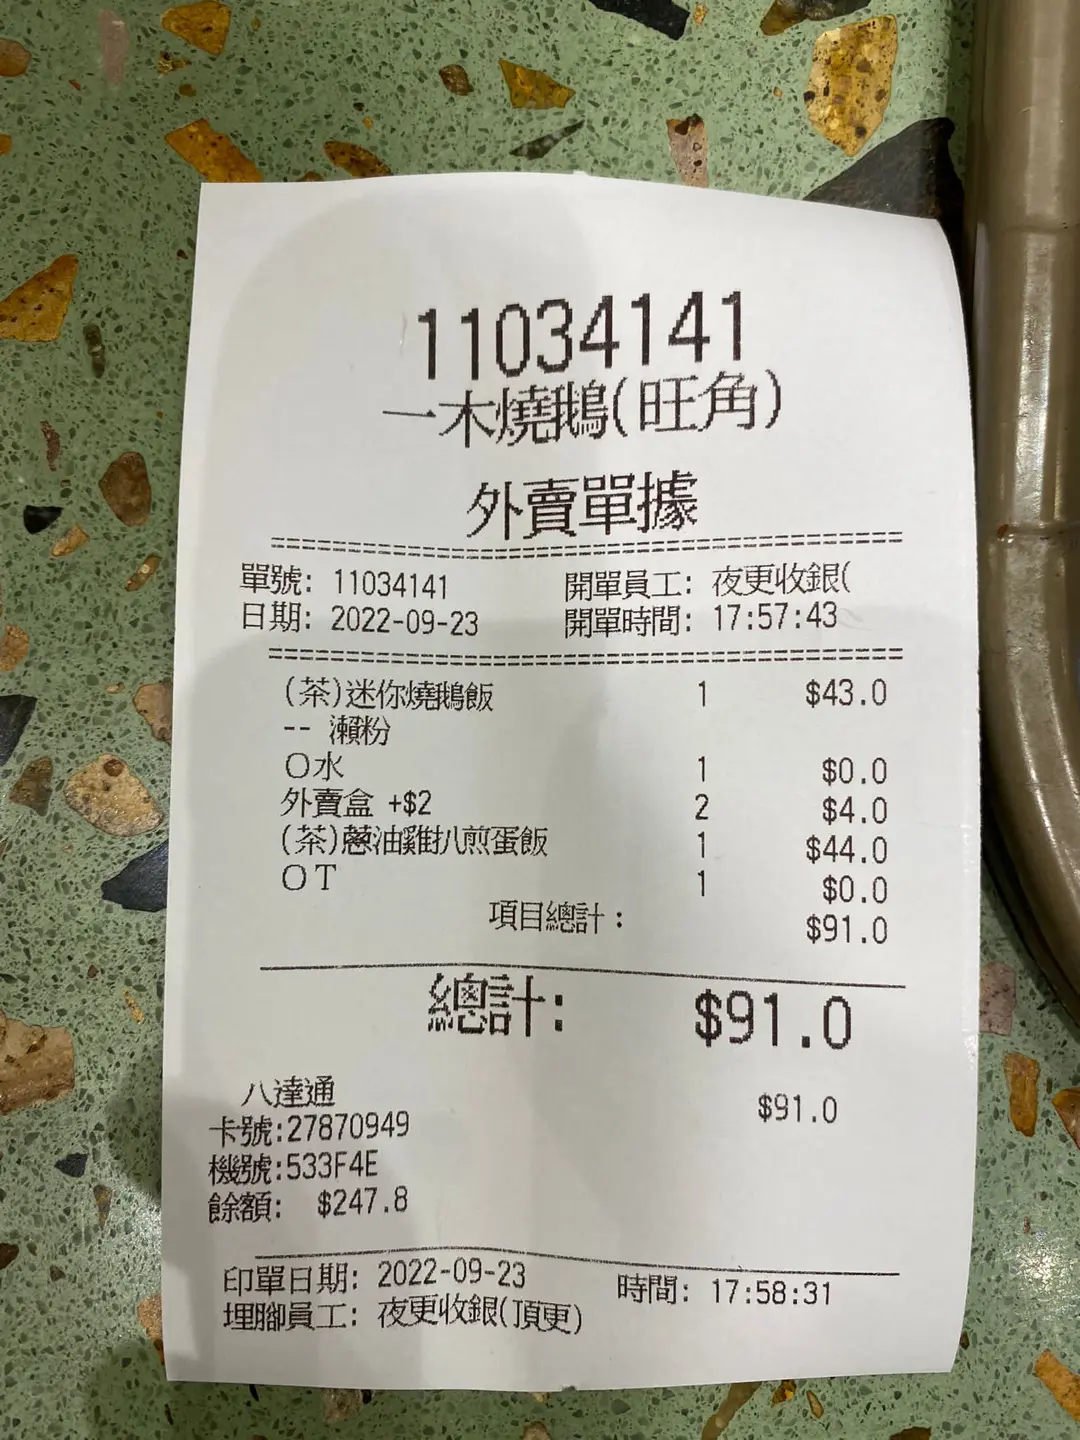 11034141
一木燒鵝(旺角)
外賣單據
單號: 11034141 開單員工: 夜更收銀(
日期: 2022-09-23 開單時間: 17:57:43
(茶)迷你燒鵝飯 1 $43.0
-- 瀨粉
O水 1 $0.0
外賣盒 +$2 2 $4.0
(茶)蔥油雞扒煎蛋飯 1 $44.0
OT 1 $0.0
項目總計: $91.0
總計: $91.0
八達通 $91.0
卡號:27870949
機號:533F4E
餘額: $247.8
印單日期: 2022-09-23 時間: 17:58:31
埋腳員工: 夜更收銀(頂更)